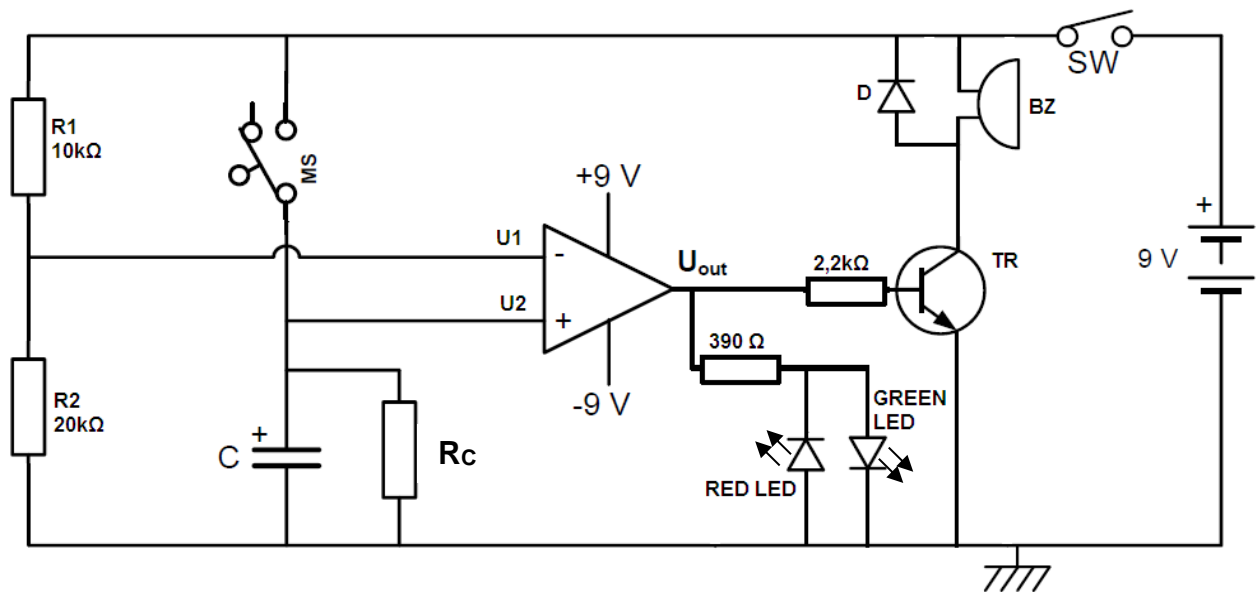 SW
D
BZ
R1
10kΩ
MS
+9 V
+
U1
-
Uout
2,2kΩ
TR
9 V
U2
+
390 Ω
R2
20kΩ
-9 V
GREEN
LED
+
C
Rc
RED LED